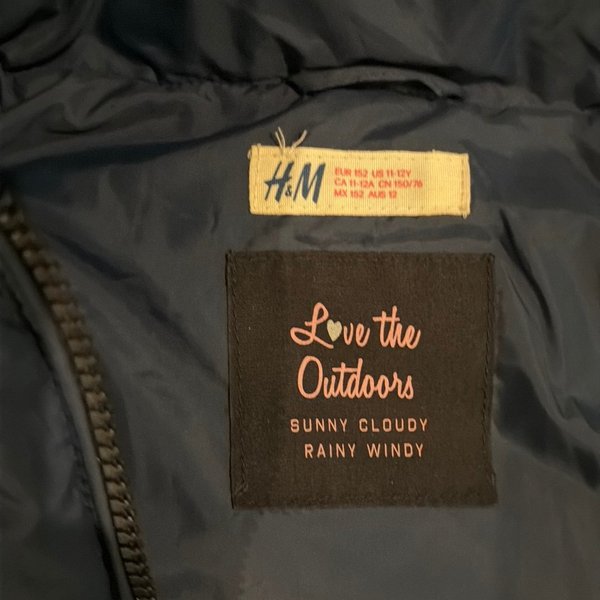 H&M
EUR 152 US 11-12Y
CA 11-12A CN 150/76
MX 152 AUS 12
Love the
Outdoors
SUNNY CLOUDY
RAINY WINDY